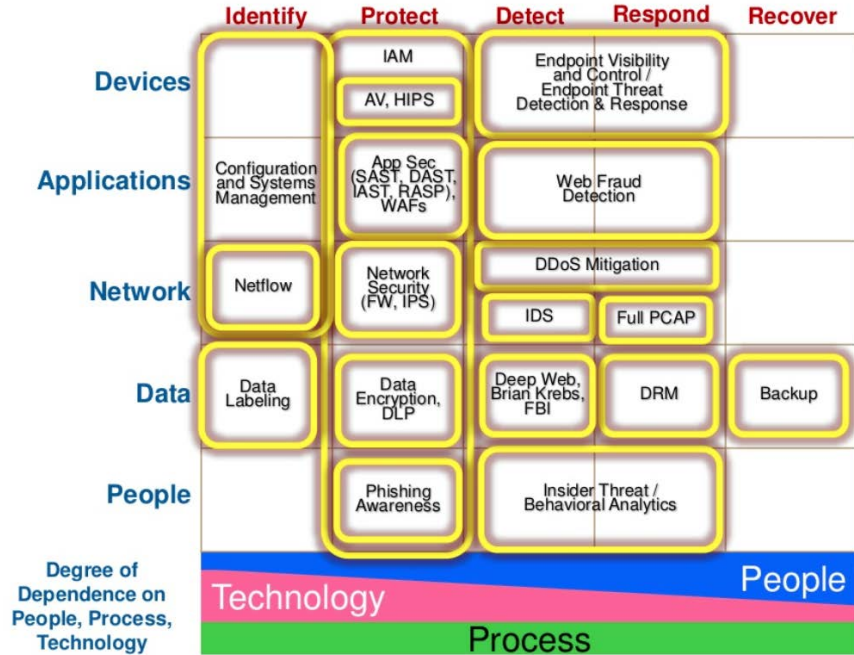 Identify Protect Detect Respond Recover
Devices
IAM
AV, HIPS
Endpoint Visibility
and Control /
Endpoint Threat
Detection & Response
Applications
Configuration
and Systems
Management
App Sec
(SAST, DAST,
IAST, RASP),
WAFs
Web Fraud
Detection
Network
Netflow
Network
Security
(FW, IPS)
DDoS Mitigation
IDS
Full PCAP
Data
Data
Labeling
Data
Encryption,
DLP
Deep Web,
Brian Krebs,
FBI
DRM
Backup
People
Phishing
Awareness
Insider Threat /
Behavioral Analytics
Degree of
Dependence on
People, Process,
Technology
Technology
People
Process